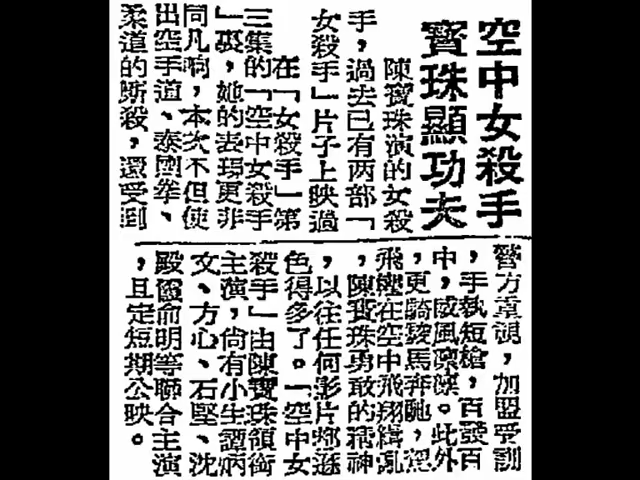 空中女殺手
寶珠顯功夫
陳寶珠演的女殺
手，過去已有两部「
女殺手」片子上映過
在「女殺手」第
三集的「空中女殺手
」裏，她的表現更非
同凡响，本次不但使
出空手道、泰國拳、
柔道的厮殺，還受到
警方重視，加盟受訓
，手執短槍，百發百
中，威風凛凛。此外
，更騎駿馬奔馳，
飛 在空中飛翔緝亂
，陳寶珠勇敢的精神
，以往任何影片都遜
色得多了。「空中女
殺手」由陳寶珠領銜
主演，尙有小生譚炳
文、方心、石堅、沈
殿霞俞明等聯合主演
，且定短期公映。